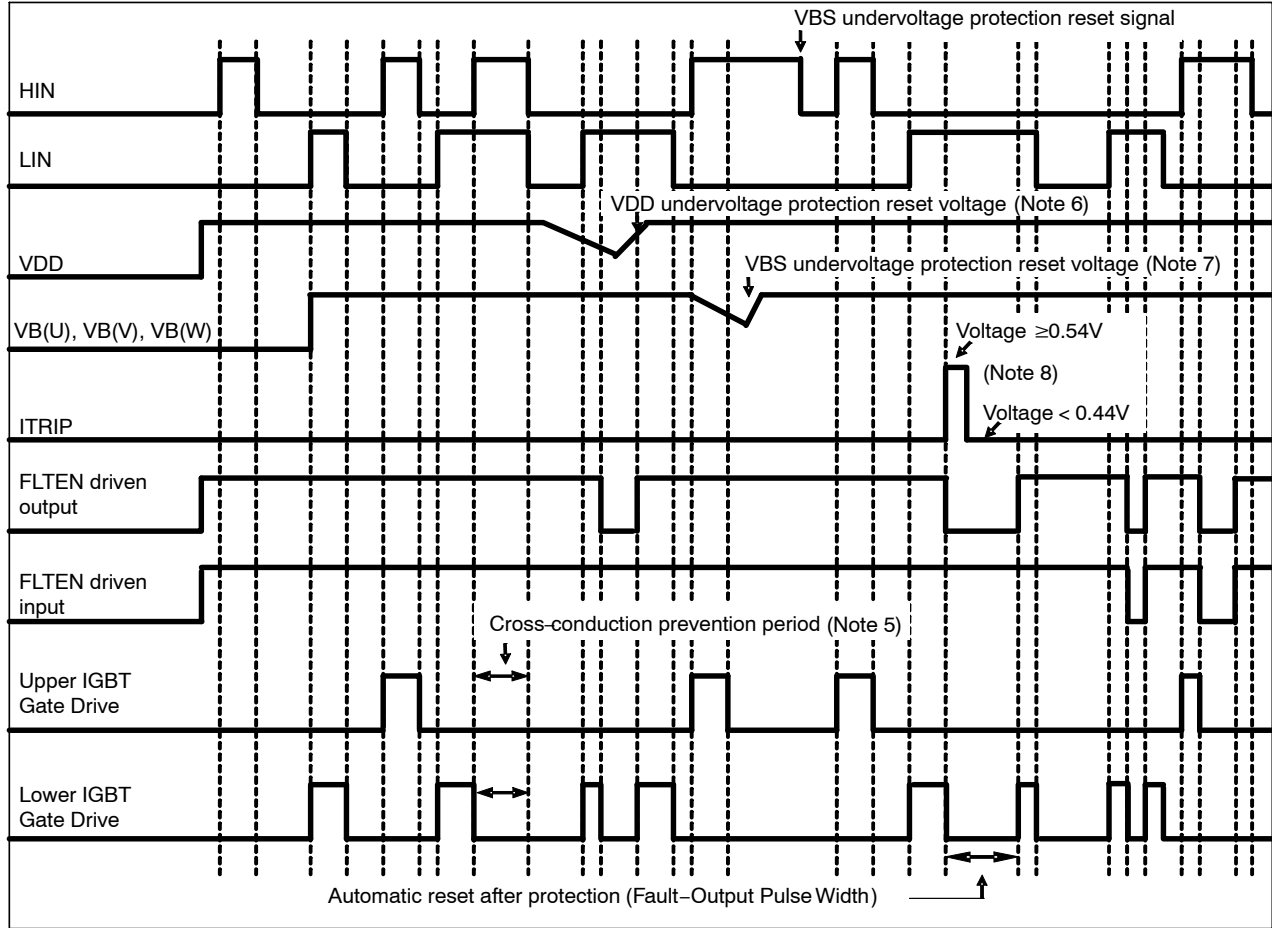 VBS undervoltage protection reset signal
HIN
LIN
VDD undervoltage protection reset voltage (Note 6)
VDD
VBS undervoltage protection reset voltage (Note 7)
VB(U), VB(V), VB(W)
Voltage ≥0.54V
(Note 8)
Voltage < 0.44V
ITRIP
FLTEN driven
output
FLTEN driven
input
Cross−conduction prevention period (Note 5)
Upper IGBT
Gate Drive
Lower IGBT
Gate Drive
Automatic reset after protection (Fault−Output Pulse Width)